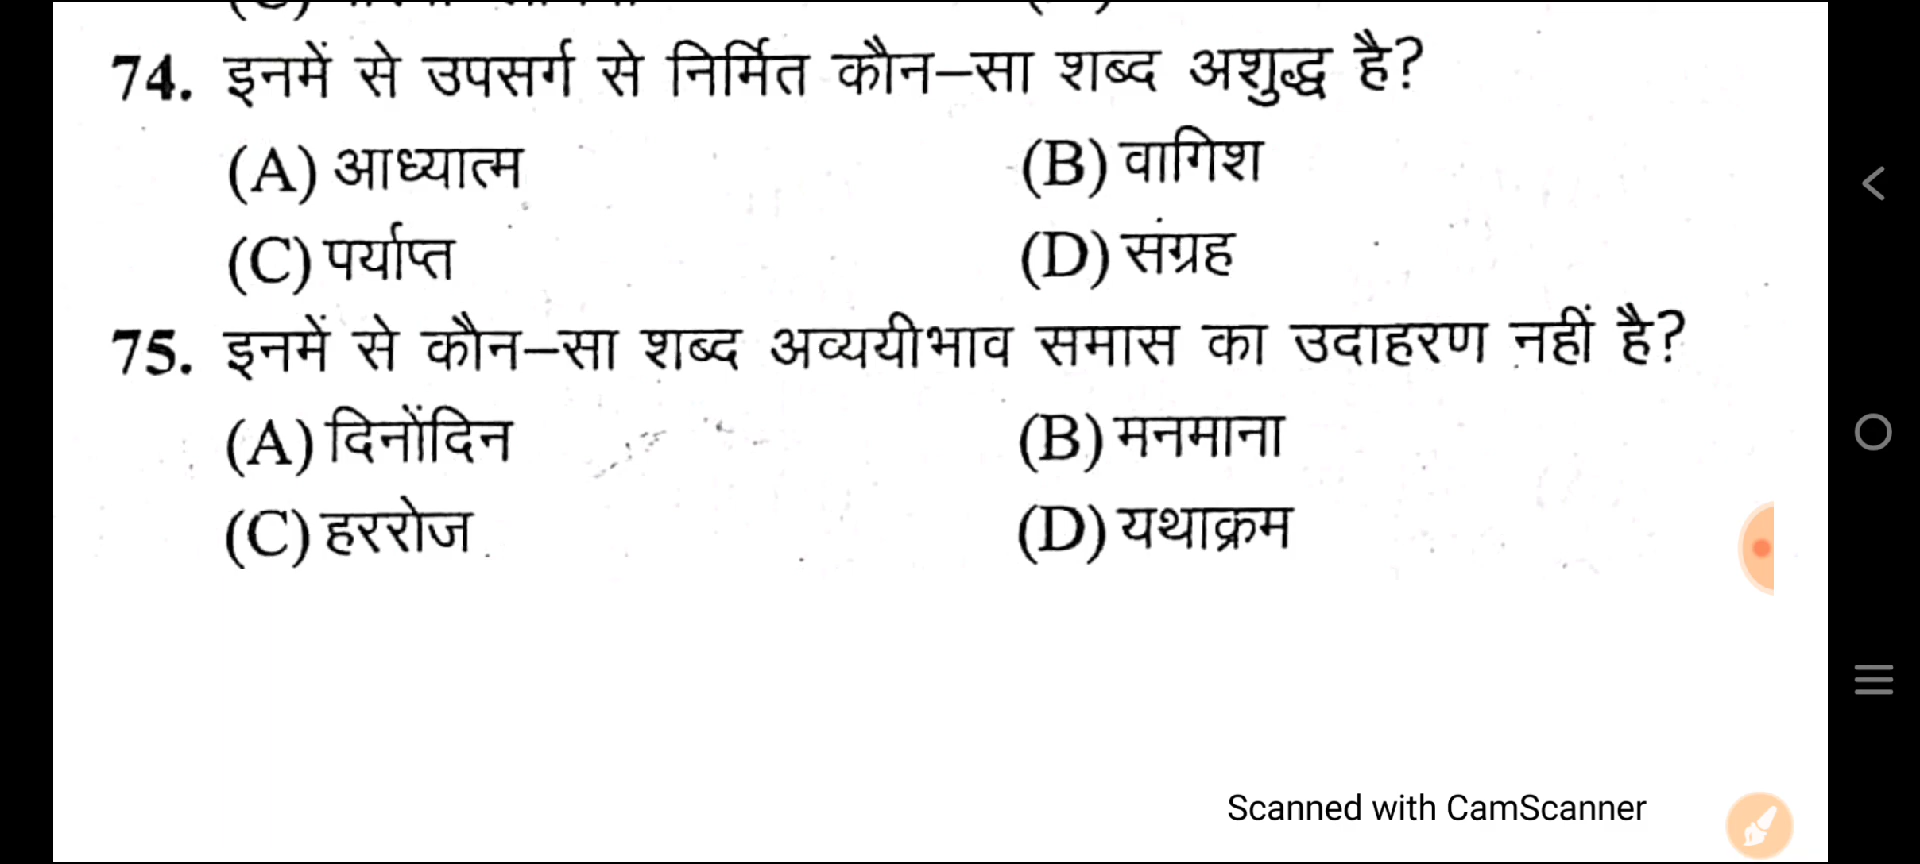 74. इनमें से उपसर्ग से निर्मित कौन–सा शब्द अशुद्ध है?
(A) आध्यात्म (B) वागिश
(C) पर्याप्त (D) संग्रह
75. इनमें से कौन–सा शब्द अव्ययीभाव समास का उदाहरण नहीं है?
(A) दिनोंदिन (B) मनमाना
(C) हररोज (D) यथाक्रम
Scanned with CamScanner